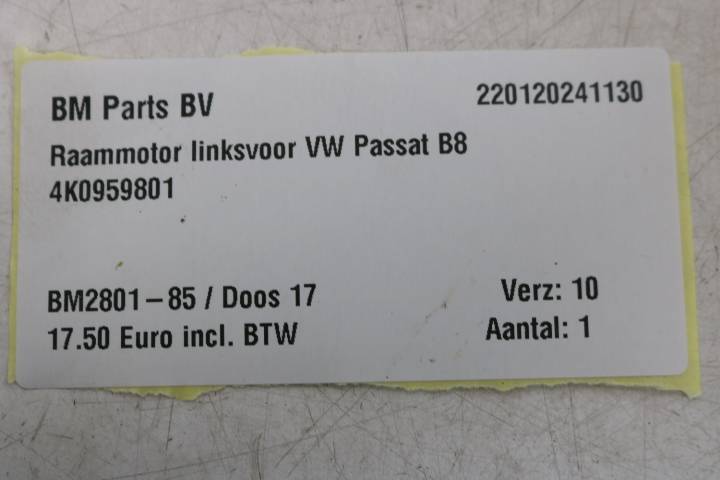 BM Parts BV 220120241130
Raammotor linksvoor VW Passat B8
4K0959801
BM2801-85 / Doos 17 Verz: 10
17.50 Euro incl. BTW Aantal: 1